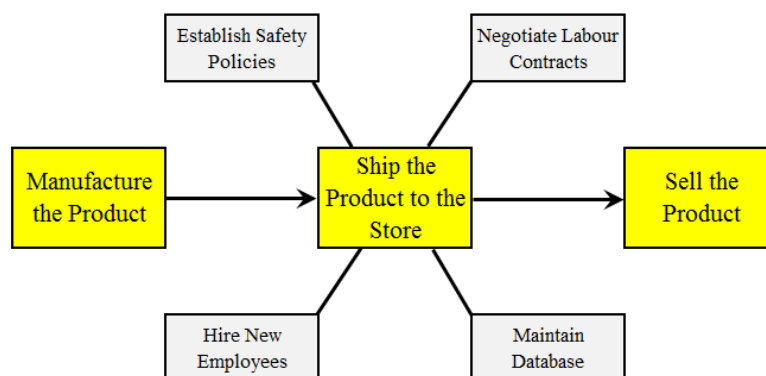 Establish Safety
Policies
Negotiate Labour
Contracts
Manufacture
the Product
Ship the
Product to the
Store
Sell the
Product
Hire New
Employees
Maintain
Database